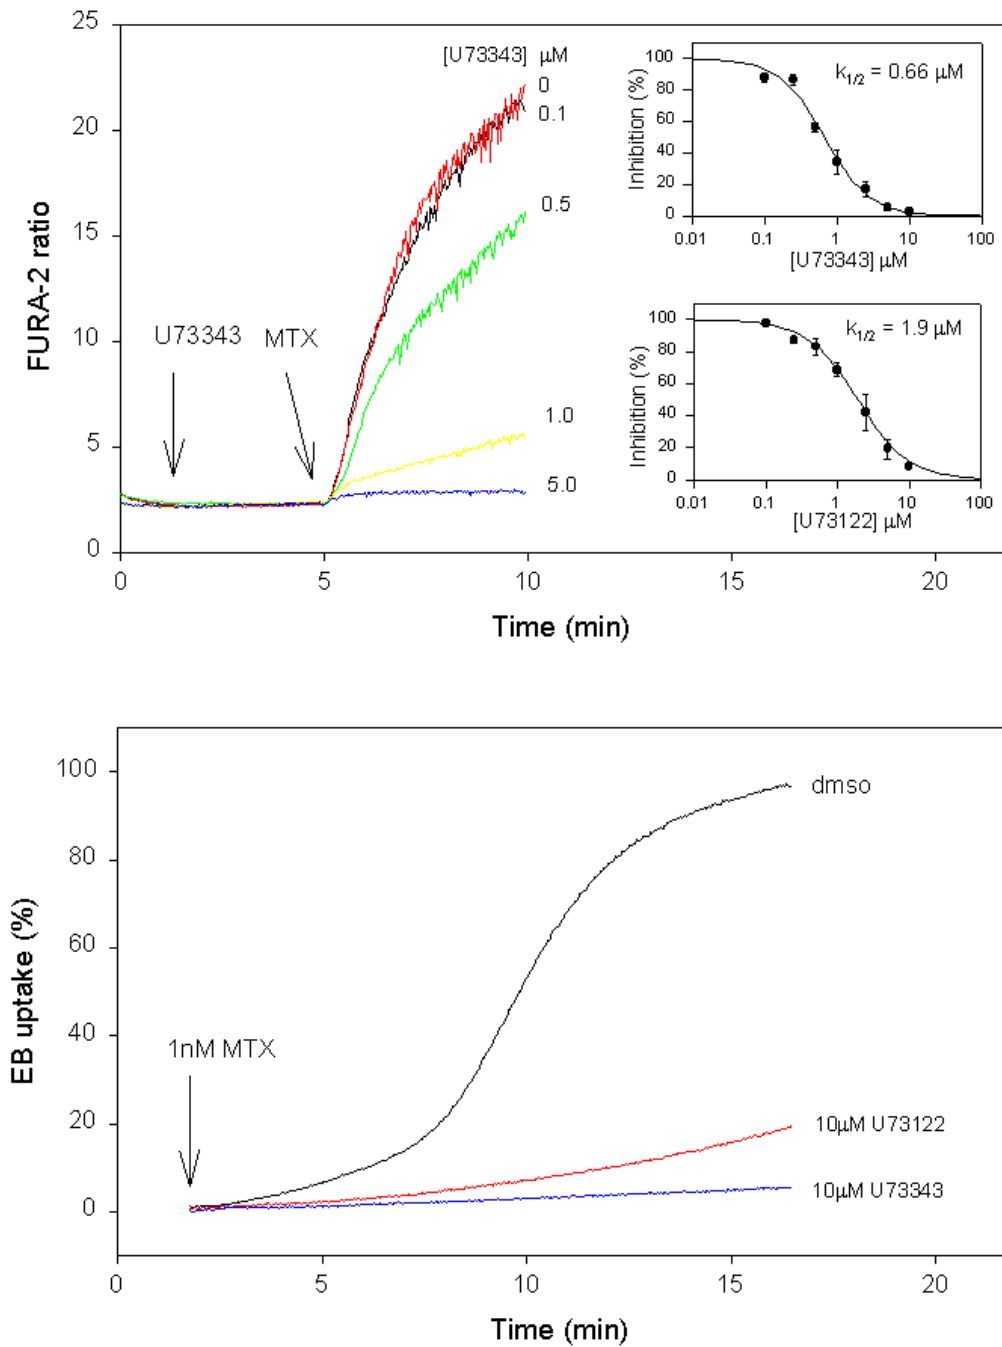 25
20
15
10
5
0
FURA-2 ratio
0
5
10
15
20
Time (min)
U73343
MTX
[U73343] μM
0
0.1
0.5
1.0
5.0
100
80
60
40
20
0
Inhibition (%)
k1/2 = 0.66 μM
0.01
0.1
1
10
100
[U73343] μM
100
80
60
40
20
0
Inhibition (%)
k1/2 = 1.9 μM
0.01
0.1
1
10
100
[U73122] μM
100
80
60
40
20
0
EB uptake (%)
1nM MTX
dmso
10μM U73122
10μM U73343
0
5
10
15
20
Time (min)